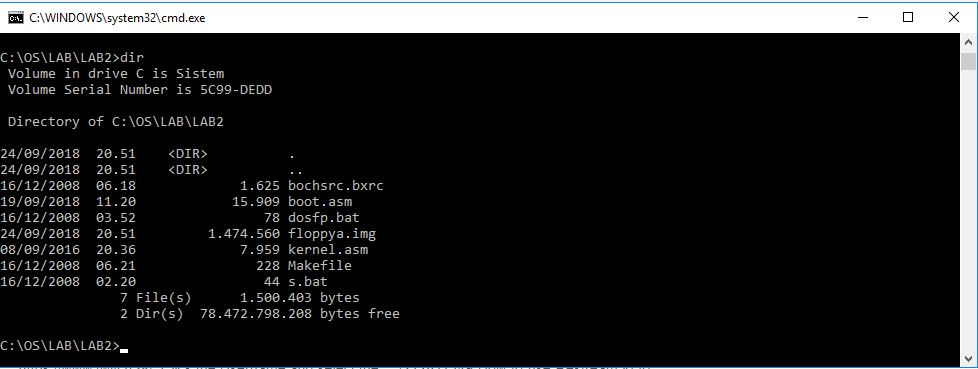 C:\WINDOWS\system32\cmd.exe
C:\OS\LAB\LAB2>dir
Volume in drive C is Sistem
Volume Serial Number is 5C99-DEDD
Directory of C:\OS\LAB\LAB2
24/09/2018  20.51    <DIR>          .
24/09/2018  20.51    <DIR>          ..
16/12/2008  06.18             1.625 bochsrc.bxrc
19/09/2018  11.20            15.909 boot.asm
16/12/2008  03.52                78 dosfp.bat
24/09/2018  20.51         1.474.560 floppya.img
08/09/2016  20.36             7.959 kernel.asm
16/12/2008  06.21               228 Makefile
16/12/2008  02.20                44 s.bat
7 File(s)      1.500.403 bytes
2 Dir(s)  78.472.798.208 bytes free
C:\OS\LAB\LAB2>